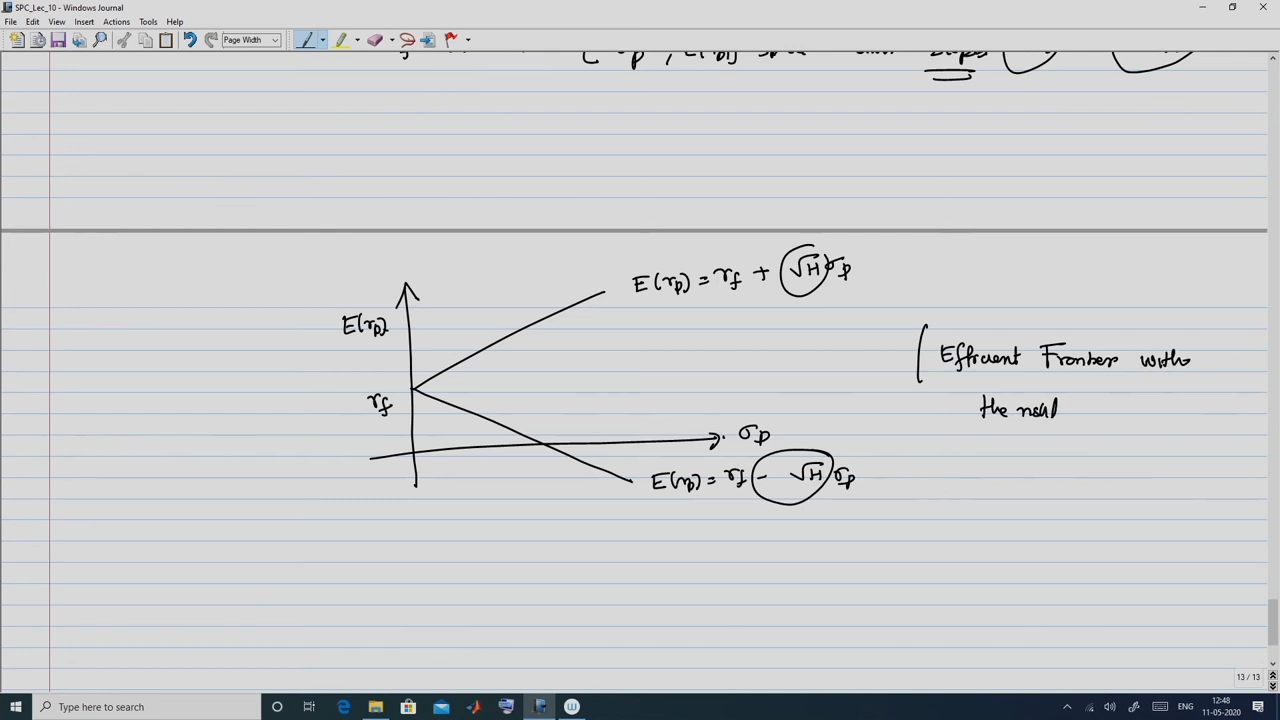 SPC_Lec_10 - Windows Journal
File Edit View Insert Actions Tools Help
Page Width
E(rp) = rf + √H σp
E(rp)
Efficient Frontier with
rf
the
σp
E(rp) = rf - √H σp
13 / 13
Type here to search
ENG
12:48
11-05-2020